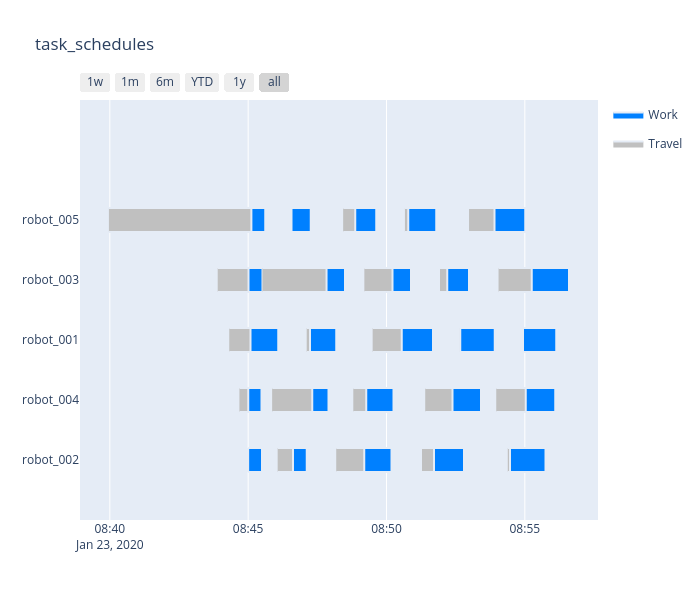 task_schedules
1w 1m 6m YTD 1y all
Work
Travel
robot_005
robot_003
robot_001
robot_004
robot_002
08:40 08:45 08:50 08:55
Jan 23, 2020